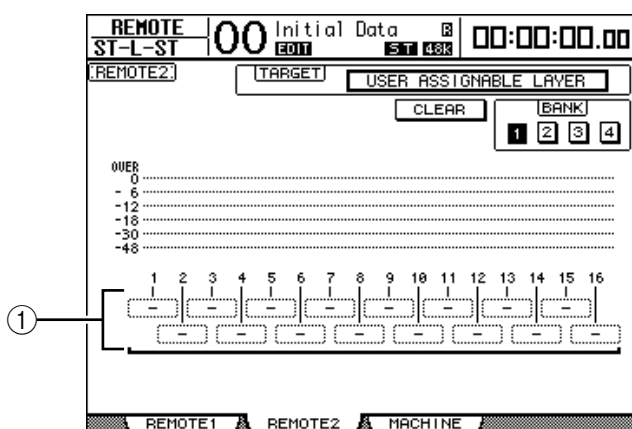 REMOTE
ST-L-ST
00 Initial Data R
EDIT ST 48K
00:00:00.00
REMOTE2
TARGET USER ASSIGNABLE LAYER
CLEAR
BANK
1 2 3 4
OVER
0
- 6
-12
-18
-30
-48
1 2 3 4 5 6 7 8 9 10 11 12 13 14 15 16
1
- - - - - - - -
- - - - - - - -
REMOTE1 REMOTE2 MACHINE